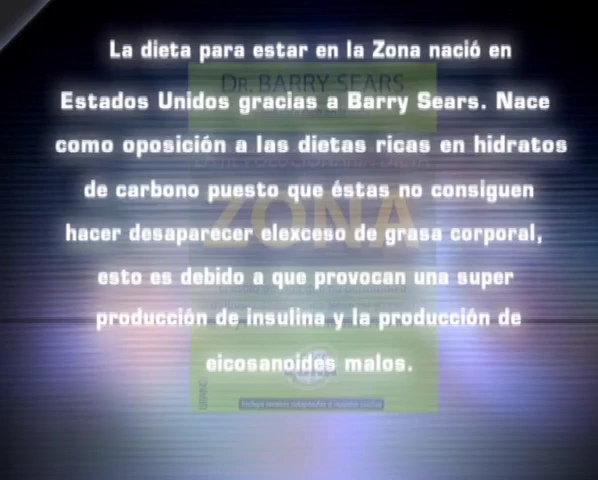 La dieta para estar en la Zona nació en
DR. BARRY SEARS
Estados Unidos gracias a Barry Sears. Nace
como oposición a las dietas ricas en hidratos
de carbono puesto que éstas no consiguen
ZONA
hacer desaparecer elexceso de grasa corporal,
esto es debido a que provocan una super
producción de insulina y la producción de
eicosanoides malos.